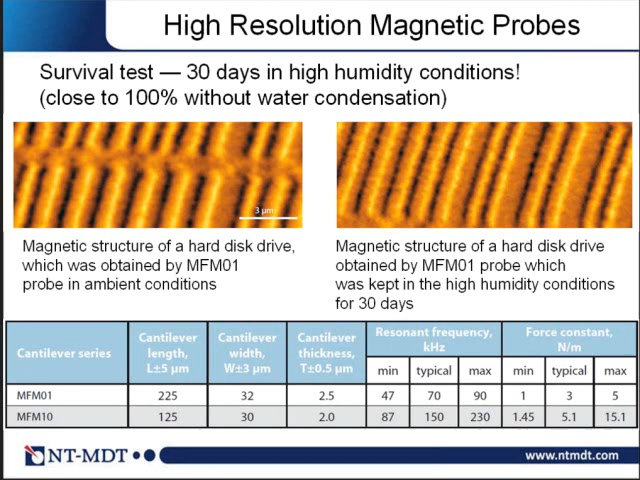 High Resolution Magnetic Probes
Survival test — 30 days in high humidity conditions!
(close to 100% without water condensation)
3 µm
Magnetic structure of a hard disk drive,
which was obtained by MFM01
probe in ambient conditions
Magnetic structure of a hard disk drive
obtained by MFM01 probe which
was kept in the high humidity conditions
for 30 days
Cantilever series
Cantilever
length,
L±5 µm
Cantilever
width,
W±3 µm
Cantilever
thickness,
T±0.5 µm
Resonant frequency,
kHz
Force constant,
N/m
min typical max min typical max
MFM01 225 32 2.5 47 70 90 1 3 5
MFM10 125 30 2.0 87 150 230 1.45 5.1 15.1
NT-MDT
www.ntmdt.com